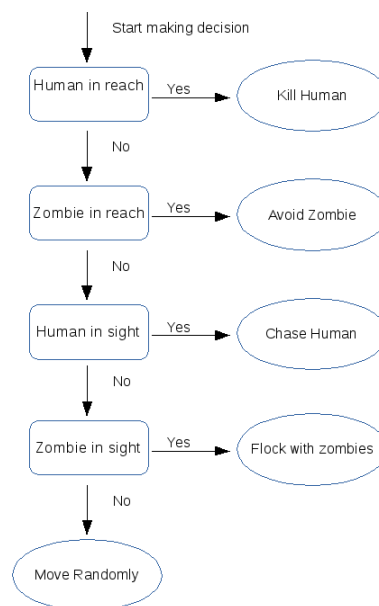 Start making decision
Human in reach
Yes
Kill Human
No
Zombie in reach
Yes
Avoid Zombie
No
Human in sight
Yes
Chase Human
No
Zombie in sight
Yes
Flock with zombies
No
Move Randomly